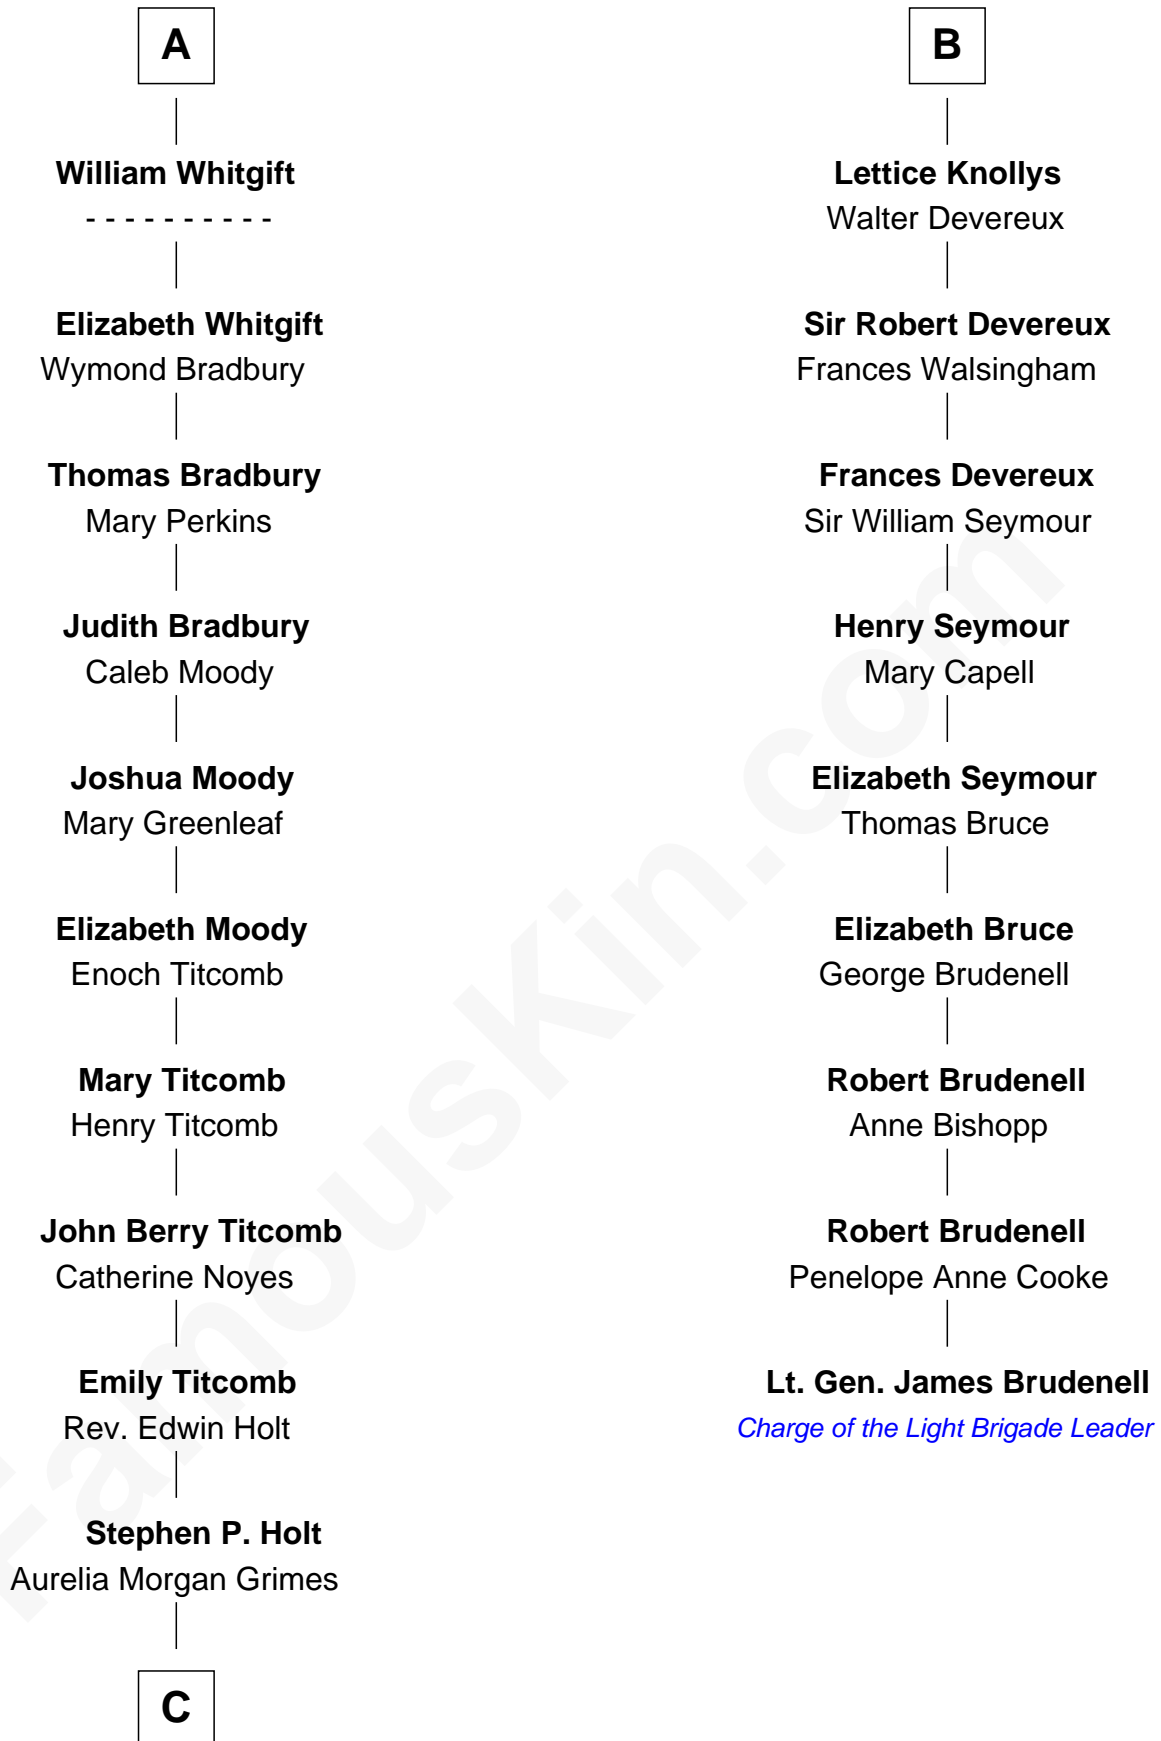 A
William Whitgift
- - - - - - - - - -
Elizabeth Whitgift
Wymond Bradbury
Thomas Bradbury
Mary Perkins
Judith Bradbury
Caleb Moody
Joshua Moody
Mary Greenleaf
Elizabeth Moody
Enoch Titcomb
Mary Titcomb
Henry Titcomb
John Berry Titcomb
Catherine Noyes
Emily Titcomb
Rev. Edwin Holt
Stephen P. Holt
Aurelia Morgan Grimes
C
B
Lettice Knollys
Walter Devereux
Sir Robert Devereux
Frances Walsingham
Frances Devereux
Sir William Seymour
Henry Seymour
Mary Capell
Elizabeth Seymour
Thomas Bruce
Elizabeth Bruce
George Brudenell
Robert Brudenell
Anne Bishopp
Robert Brudenell
Penelope Anne Cooke
Lt. Gen. James Brudenell
Charge of the Light Brigade Leader
FamousKin.com